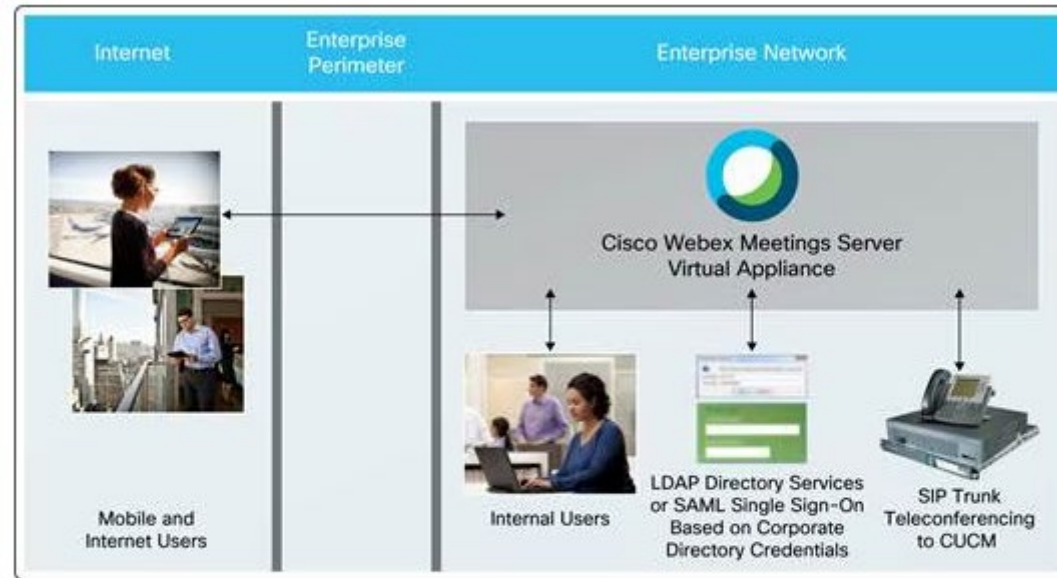 Internet
Enterprise
Perimeter
Enterprise Network
Cisco Webex Meetings Server
Virtual Appliance
Mobile and
Internet Users
Internal Users
LDAP Directory Services
or SAML Single Sign-On
Based on Corporate
Directory Credentials
SIP Trunk
Teleconferencing
to CUCM